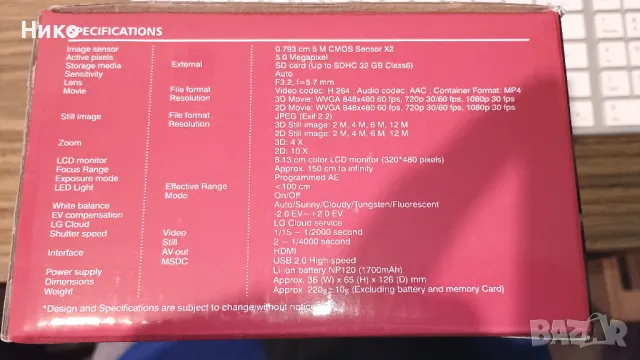 Нико
SPECIFICATIONS
Image sensor 0.793 cm 5 M CMOS Sensor X2
Active pixels 5.0 Megapixel
Storage media External SD card (Up to SDHC 32 GB Class6)
Sensitivity Auto
Lens F3.2, f=5.7 mm
Movie File format Video codec: H.264 ; Audio codec: AAC ; Container Format: MP4
Resolution 3D Movie: WVGA 848x480 60 fps, 720p 30/60 fps, 1080p 30 fps
2D Movie: WVGA 848x480 60 fps, 720p 30/60 fps, 1080p 30 fps
Still image File format JPEG (Exif 2.2)
Resolution 3D Still image: 2 M, 4 M, 6 M, 12 M
2D Still image: 2 M, 4 M, 6 M, 12 M
Zoom 3D: 4 X
2D: 10 X
LCD monitor 8.13 cm color LCD monitor (320*480 pixels)
Focus Range Approx. 150 cm to infinity
Exposure mode Programmed AE
LED Light Effective Range <100 cm
Mode On/Off
White balance Auto/Sunny/Cloudy/Tungsten/Fluorescent
EV compensation -2.0 EV~ +2.0 EV
LG Cloud LG Cloud service
Shutter speed Video 1/15 ~ 1/2000 second
Still 2 ~ 1/4000 second
Interface AV-out HDMI
MSDC USB 2.0 High-speed
Power supply Li-ion battery NP120 (1700mAh)
Dimensions Approx. 36 (W) x 65 (H) x 126 (D) mm
Weight Approx. 220g ±10g (Excluding battery and memory Card)
*Design and Specifications are subject to change without notice.
bazar.bg